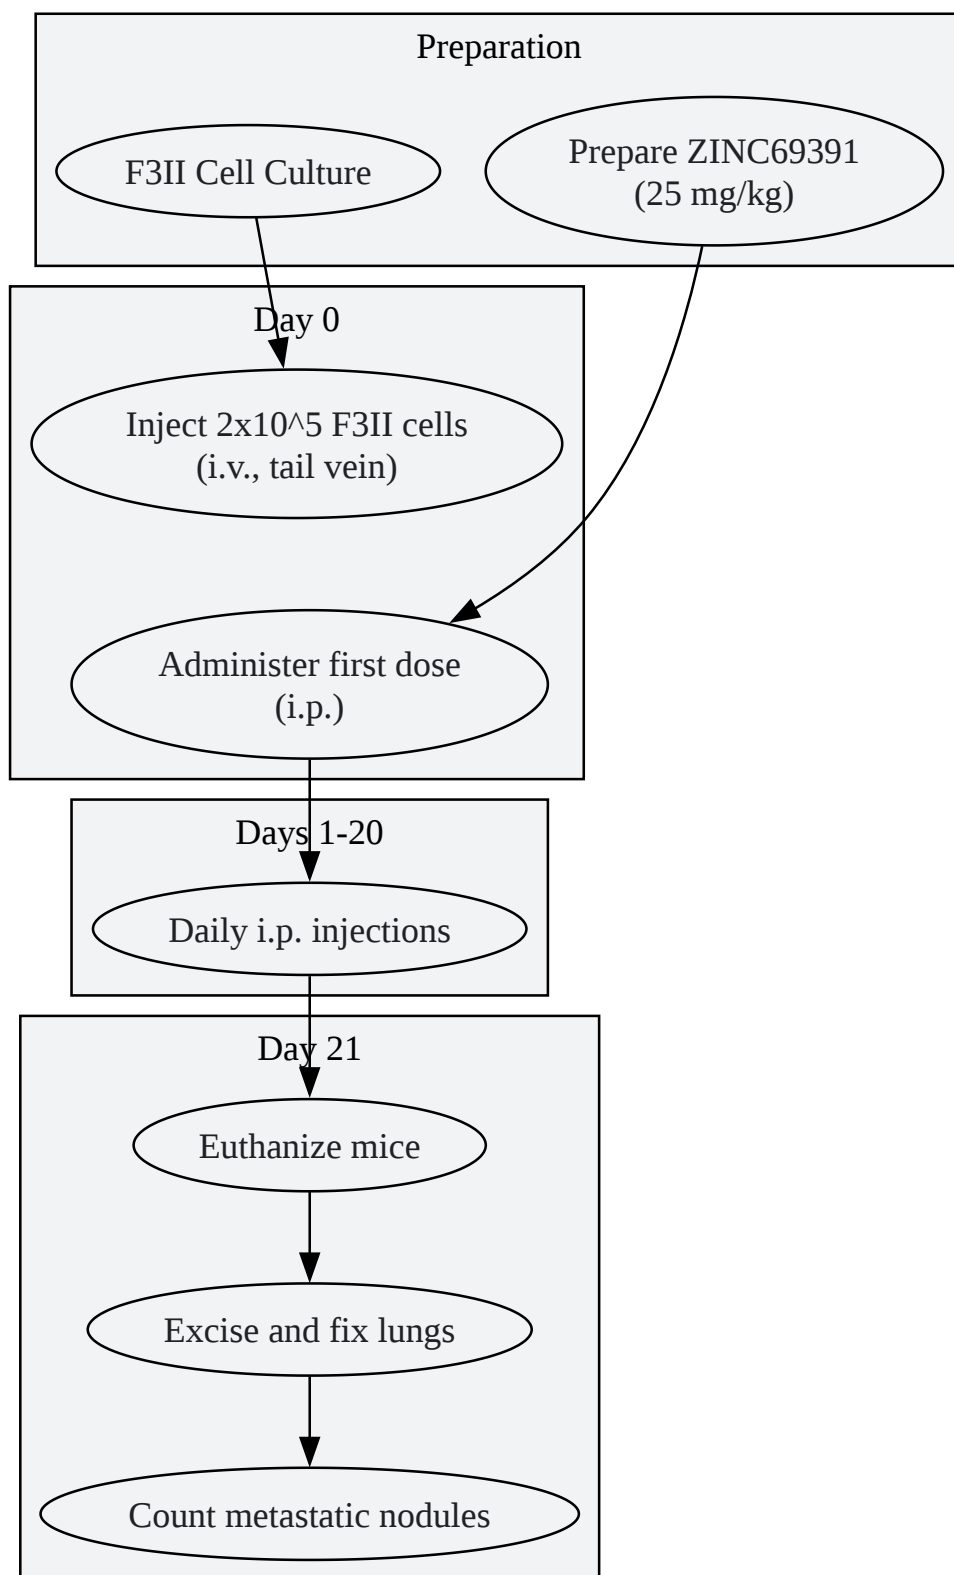 Preparation
F3II Cell Culture
Prepare ZINC69391
(25 mg/kg)
Day 0
Inject 2x10^5 F3II cells
(i.v., tail vein)
Administer first dose
(i.p.)
Days 1-20
Daily i.p. injections
Day 21
Euthanize mice
Excise and fix lungs
Count metastatic nodules